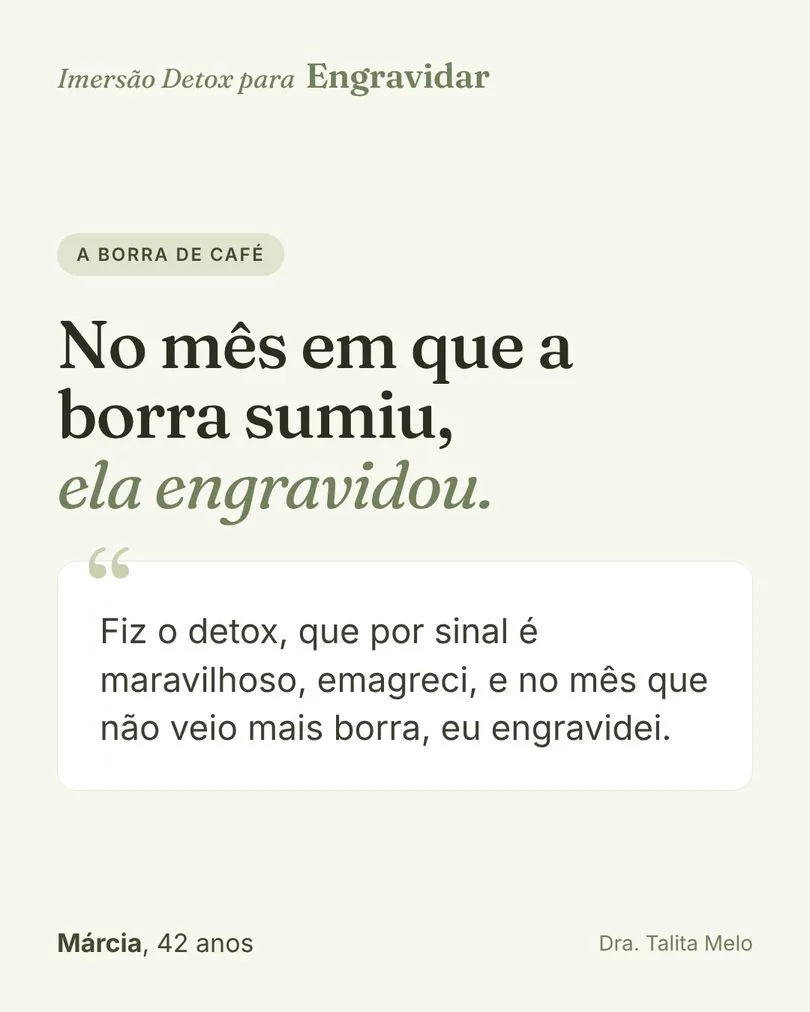 Imersão Detox para Engravidar
A BORRA DE CAFÉ
No mês em que a
borra sumiu,
ela engravidou.
“
Fiz o detox, que por sinal é
maravilhoso, emagreci, e no mês que
não veio mais borra, eu engravidei.
Márcia, 42 anos
Dra. Talita Melo